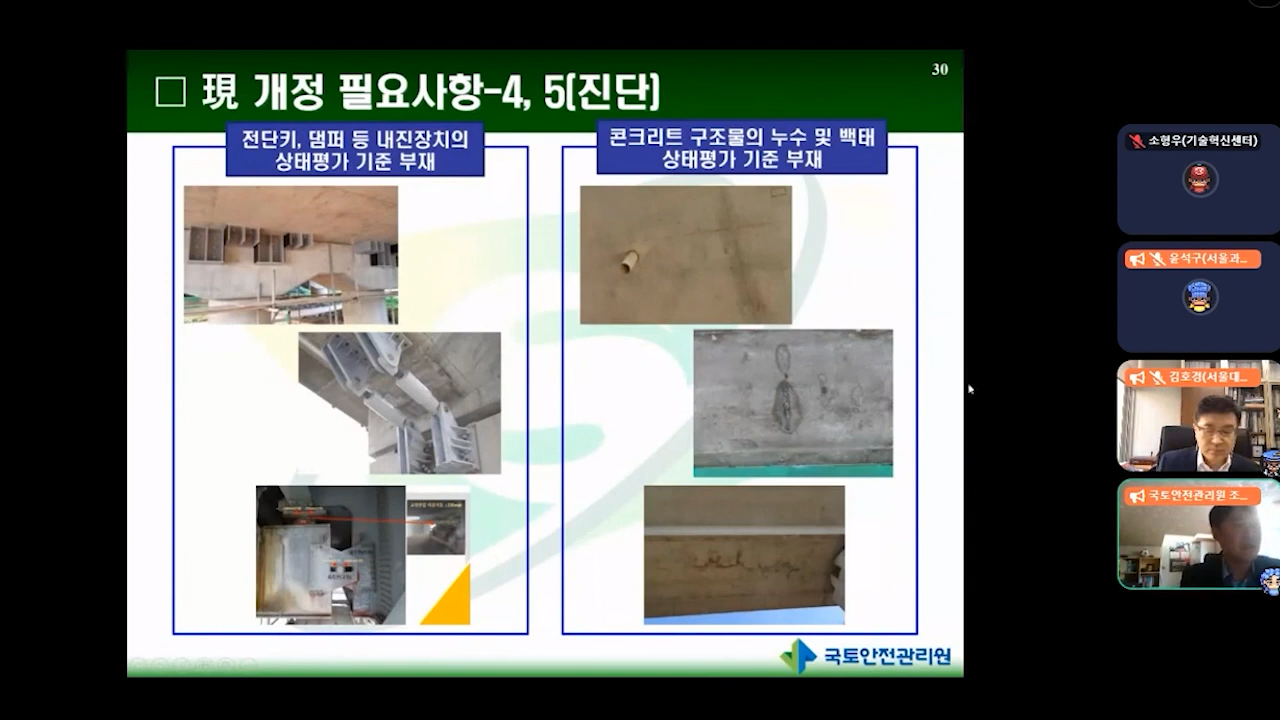 30
□ 現 개정 필요사항-4, 5(진단)
전단키, 댐퍼 등 내진장치의
상태평가 기준 부재
콘크리트 구조물의 누수 및 백태
상태평가 기준 부재
국토안전관리원
소형우(기술혁신센터)
윤석구(서울과...
김호경(서울대...
국토안전관리원 조...